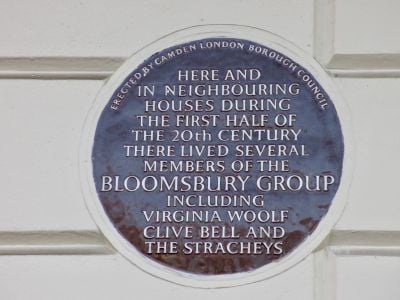 ERECTED BY CAMDEN LONDON BOROUGH COUNCIL
HERE AND
IN NEIGHBOURING
HOUSES DURING
THE FIRST HALF OF
THE 20th CENTURY
THERE LIVED SEVERAL
MEMBERS OF THE
BLOOMSBURY GROUP
INCLUDING
VIRGINIA WOOLF
CLIVE BELL AND
THE STRACHEYS